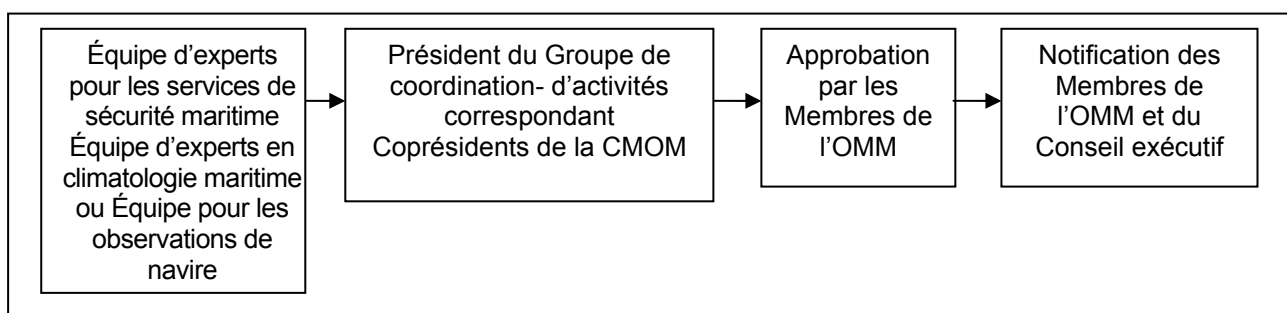 Équipe d’experts
pour les services de
sécurité maritime
Équipe d’experts en
climatologie maritime
ou Équipe pour les
observations de
navire
Président du Groupe de
coordination- d’activités
correspondant
Coprésidents de la CMOM
Approbation
par les
Membres de
l’OMM
Notification des
Membres de
l’OMM et du
Conseil exécutif